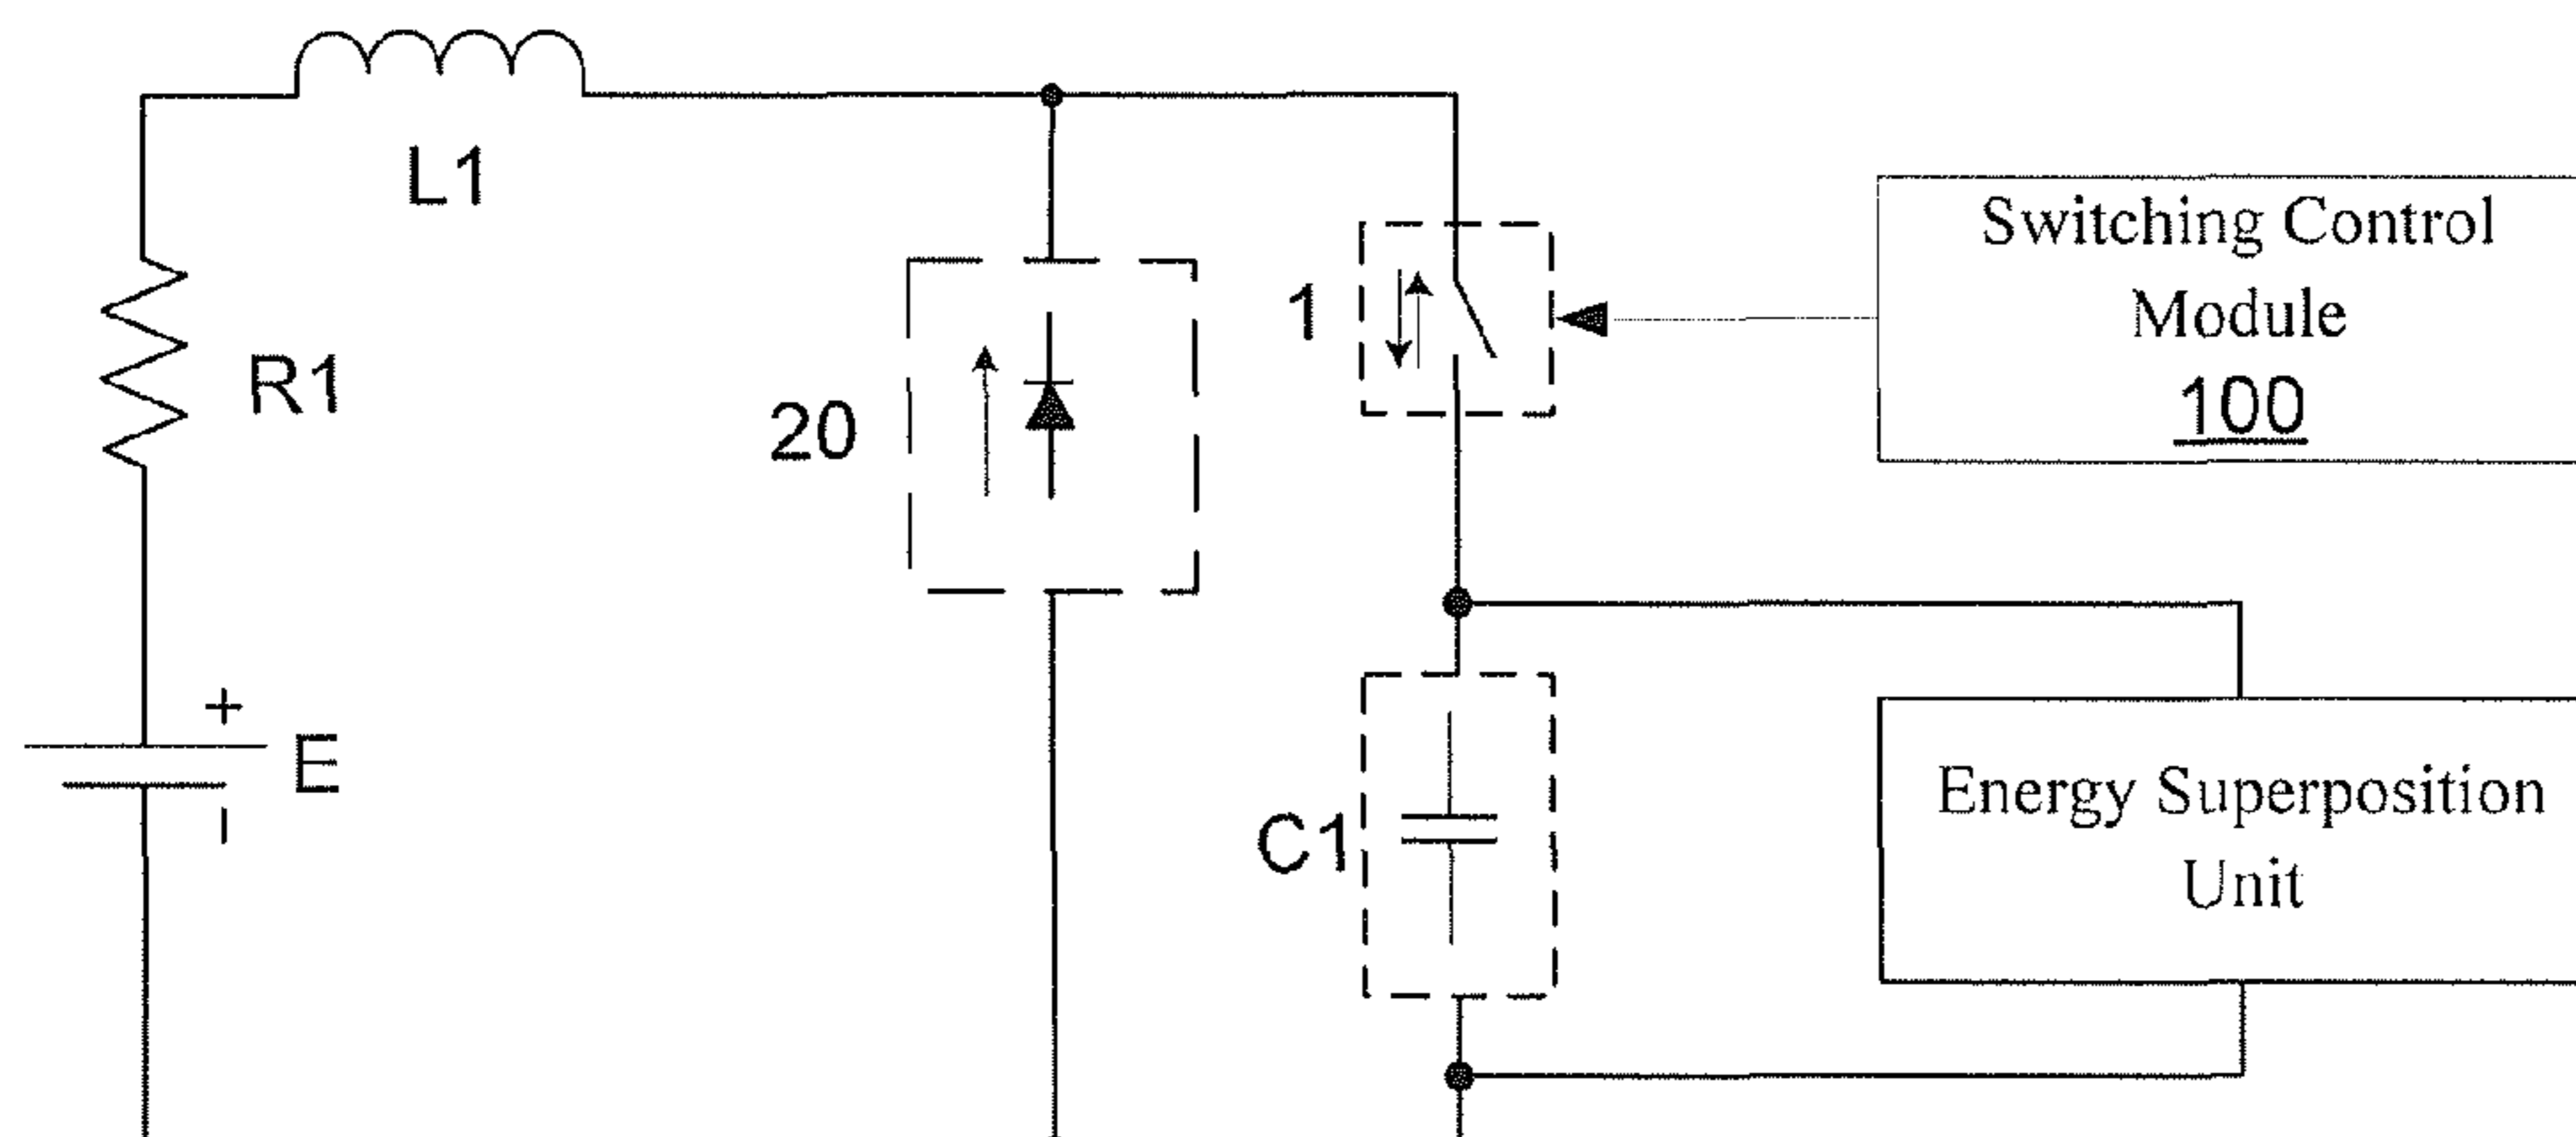 L1
R1
+
E
-
20
1
Switching Control
Module
100
C1
Energy Superposition
Unit